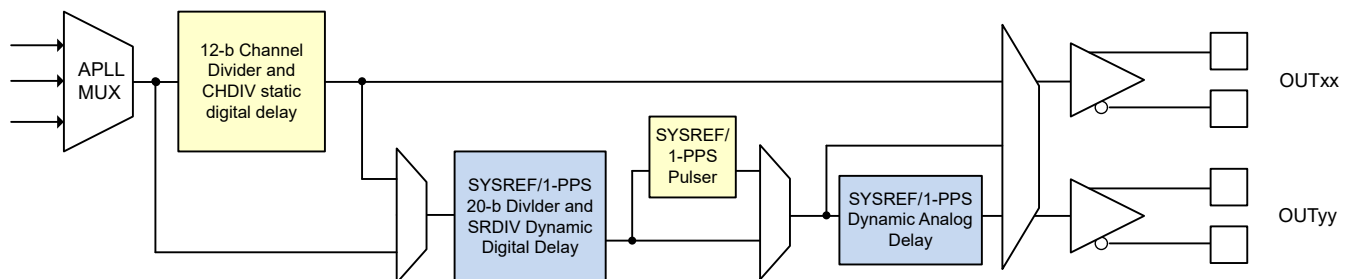 APLL
MUX
12-b Channel
Divider and
CHDIV static
digital delay
SYSREF/1-PPS
20-b Divlder and
SRDIV Dynamic
Digital Delay
SYSREF/
1-PPS
Pulser
SYSREF/1-PPS
Dynamic Analog
Delay
OUTxx
OUTyy